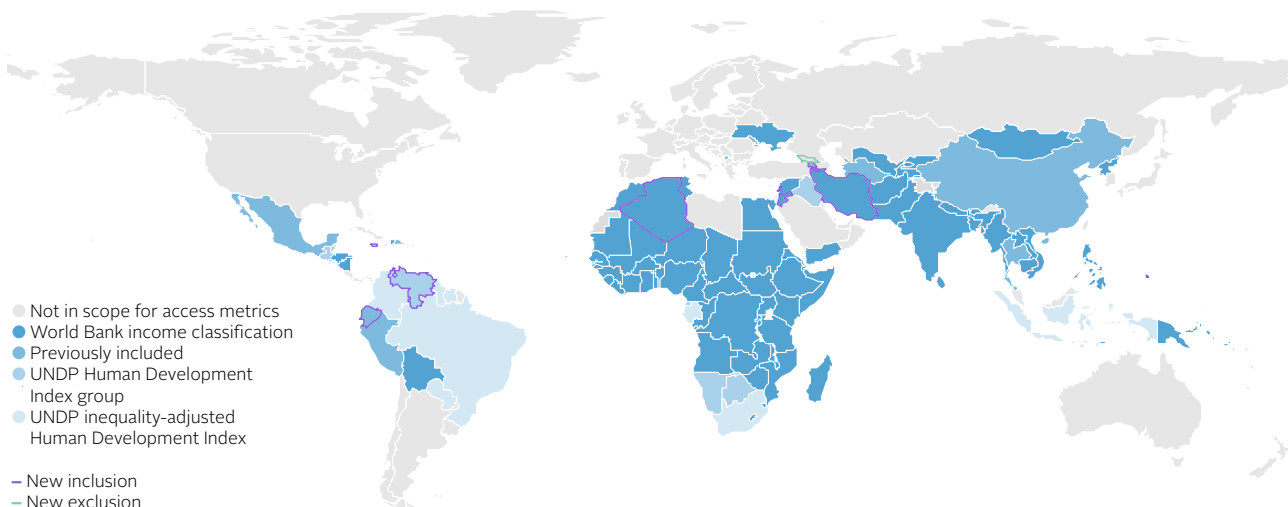 Not in scope for access metrics
World Bank income classification
Previously included
UNDP Human Development
Index group
UNDP inequality-adjusted
Human Development Index
New inclusion
New exclusion